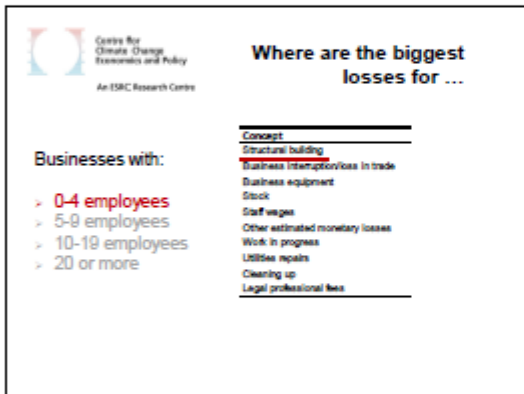 Centre for
Climate Change
Economics and Policy
An ESRC Research Centre
Where are the biggest
losses for ...
Businesses with:
0-4 employees
5-9 employees
10-19 employees
20 or more
Concept
Structural building
Business interruption/loss in trade
Business equipment
Stock
Staff wages
Other estimated monetary losses
Work in progress
Utilities repairs
Cleaning up
Legal professional fees